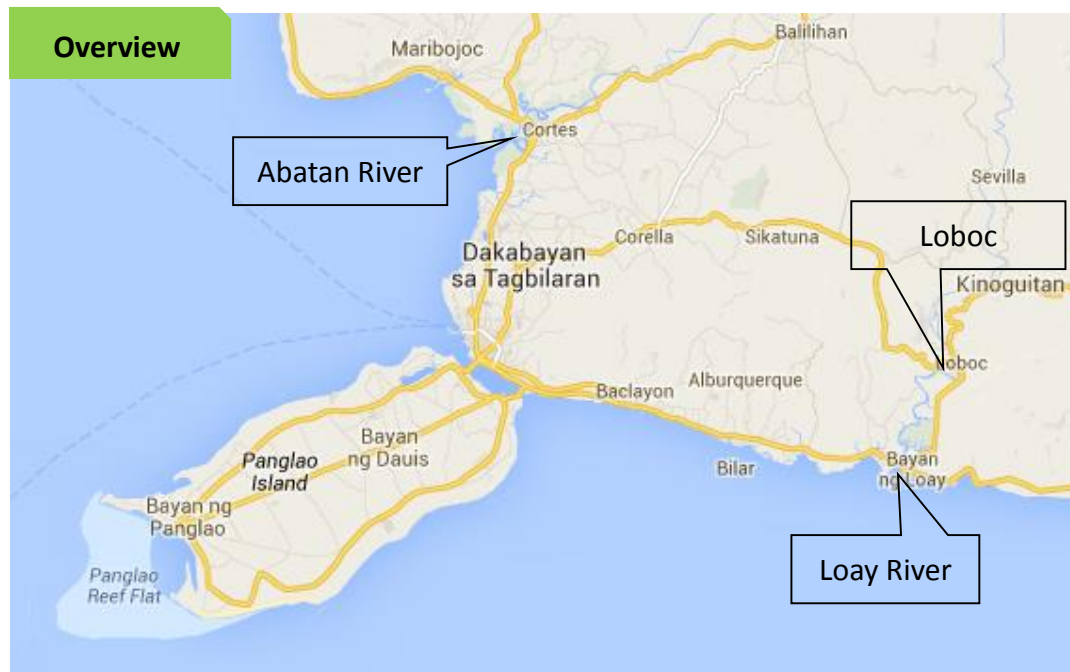 Overview
Maribojoc
Balilihan
Cortes
Abatan River
Sevilla
Loboc
Corella
Sikatuna
Dakabayan
sa Tagbilaran
Kinoguitan
Loboc
Baclayon
Alburquerque
Bayan
ng Dauis
Panglao
Island
Bilar
Bayan
ng Loay
Bayan ng
Panglao
Loay River
Panglao
Reef Flat